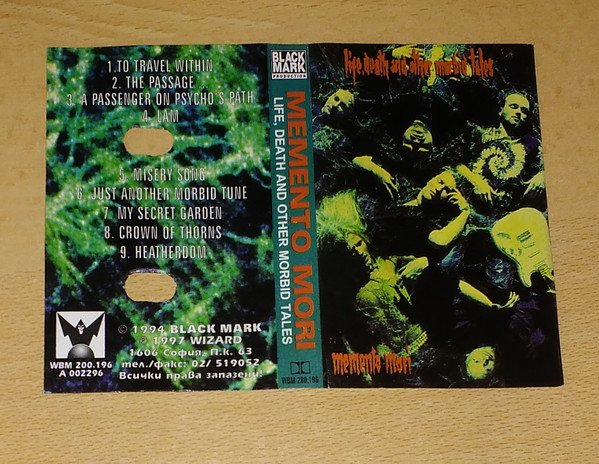 1.TO TRAVEL WITHIN
2. THE PASSAGE
3. A PASSENGER ON PSYCHO'S PATH
4. I AM
5. MISERY SONG
6. JUST ANOTHER MORBID TUNE
7. MY SECRET GARDEN
8. CROWN OF THORNS
9. HEATHERDOM
© 1994 BLACK MARK
© 1997 WIZARD
1606 София, П.к. 63
тел./факс: 02/ 519052
Всички права запазени!
WBM 200.196
A 002296
BLACK
MARK
PRODUCTION
MEMENTO MORI
LIFE, DEATH AND OTHER MORBID TALES
WBM 200.196
life, death and other morbid tales
memento mori